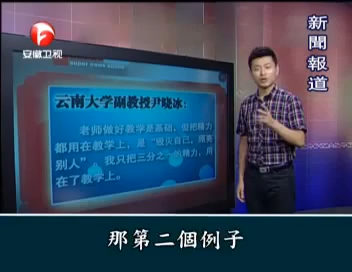 安徽卫视
新聞報道
云南大学副教授尹晓冰：
老师做好教学是基础，但把精力
都用在教学上，是“毁灭自己，照亮
别人”。我只把三分之一的精力，用
在了教学上。
那第二個例子